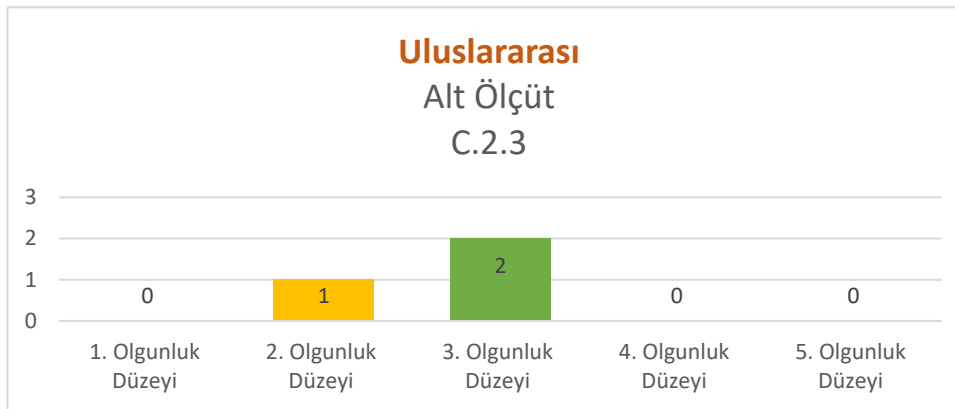 Uluslararası
Alt Ölçüt
C.2.3
3
2
1
0
0
1
2
0
0
1. Olgunluk
Düzeyi
2. Olgunluk
Düzeyi
3. Olgunluk
Düzeyi
4. Olgunluk
Düzeyi
5. Olgunluk
Düzeyi